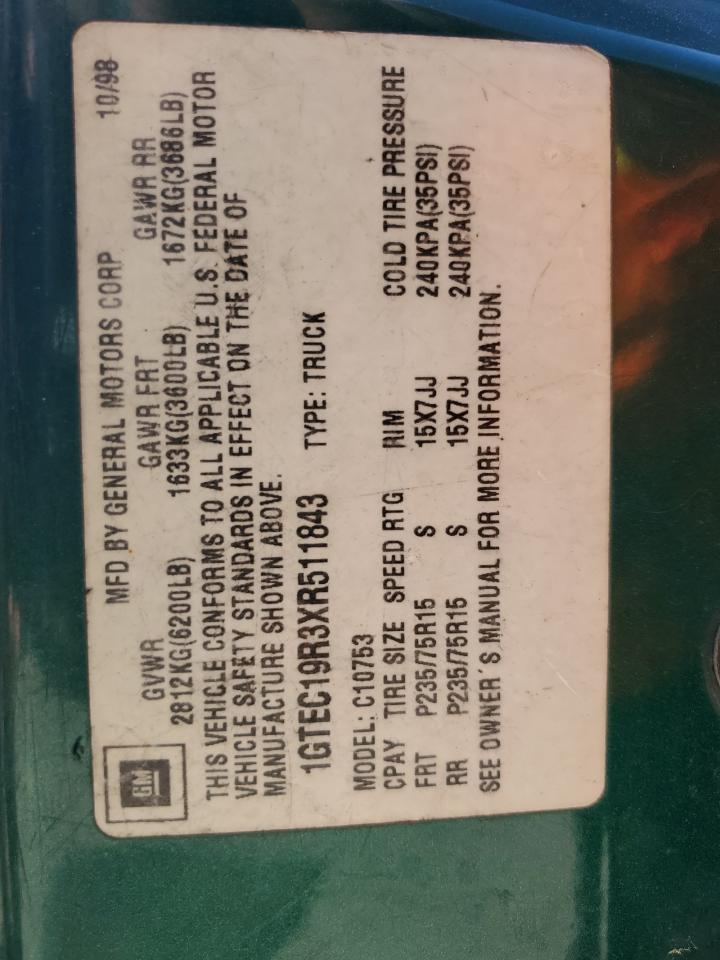 GM
MFD BY GENERAL MOTORS CORP 10/98
GVWR GAWR FRT GAWR RR
2812KG(6200LB) 1633KG(3600LB) 1672KG(3686LB)
THIS VEHICLE CONFORMS TO ALL APPLICABLE U.S. FEDERAL MOTOR
VEHICLE SAFETY STANDARDS IN EFFECT ON THE DATE OF
MANUFACTURE SHOWN ABOVE.
1GTEC19R3XR511843 TYPE: TRUCK
MODEL: C10753
CPAY TIRE SIZE SPEED RTG RIM COLD TIRE PRESSURE
FRT P235/75R15 S 15X7JJ 240KPA(35PSI)
RR P235/75R15 S 15X7JJ 240KPA(35PSI)
SEE OWNER S MANUAL FOR MORE INFORMATION.